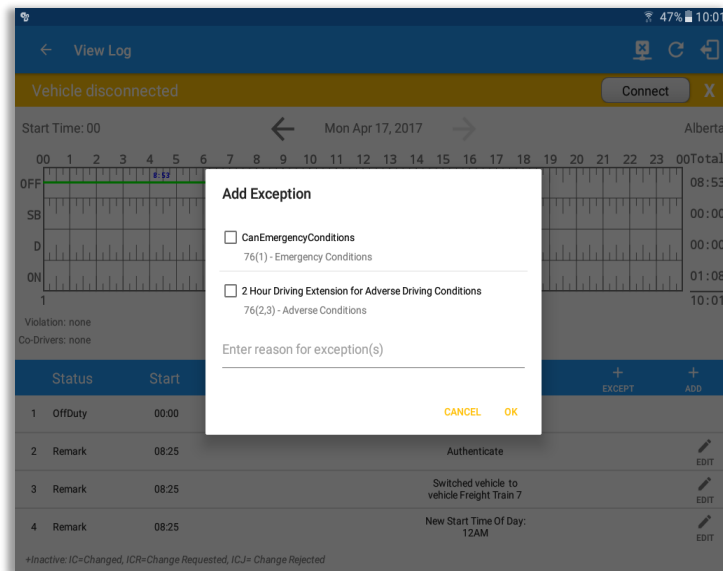 47% 10:01
View Log
Vehicle disconnected
Connect
X
Start Time: 00
Mon Apr 17, 2017
Alberta
00 1 2 3 4 5 6 7 8 9 10 11 12 13 14 15 16 17 18 19 20 21 22 23 00 Total
OFF
8:53
08:53
SB
00:00
D
00:00
ON
01:08
1
10:01
Violation: none
Co-Drivers: none
Add Exception
CanEmergencyConditions
76(1) - Emergency Conditions
2 Hour Driving Extension for Adverse Driving Conditions
76(2,3) - Adverse Conditions
Enter reason for exception(s)
CANCEL OK
Status Start
+ +
EXCEPT ADD
1 OffDuty 00:00
2 Remark 08:25 Authenticate
EDIT
3 Remark 08:25 Switched vehicle to
vehicle Freight Train 7
EDIT
4 Remark 08:25 New Start Time Of Day:
12AM
EDIT
+Inactive: IC=Changed, ICR=Change Requested, ICJ= Change Rejected